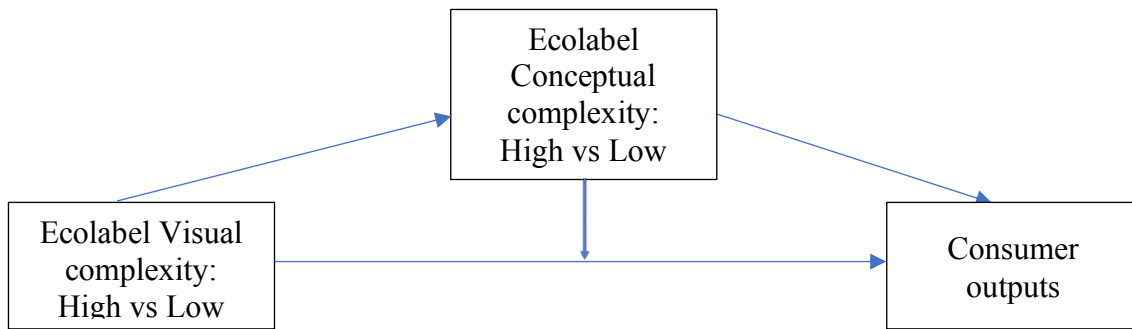 Ecolabel
Conceptual
complexity:
High vs Low
Ecolabel Visual
complexity:
High vs Low
Consumer
outputs